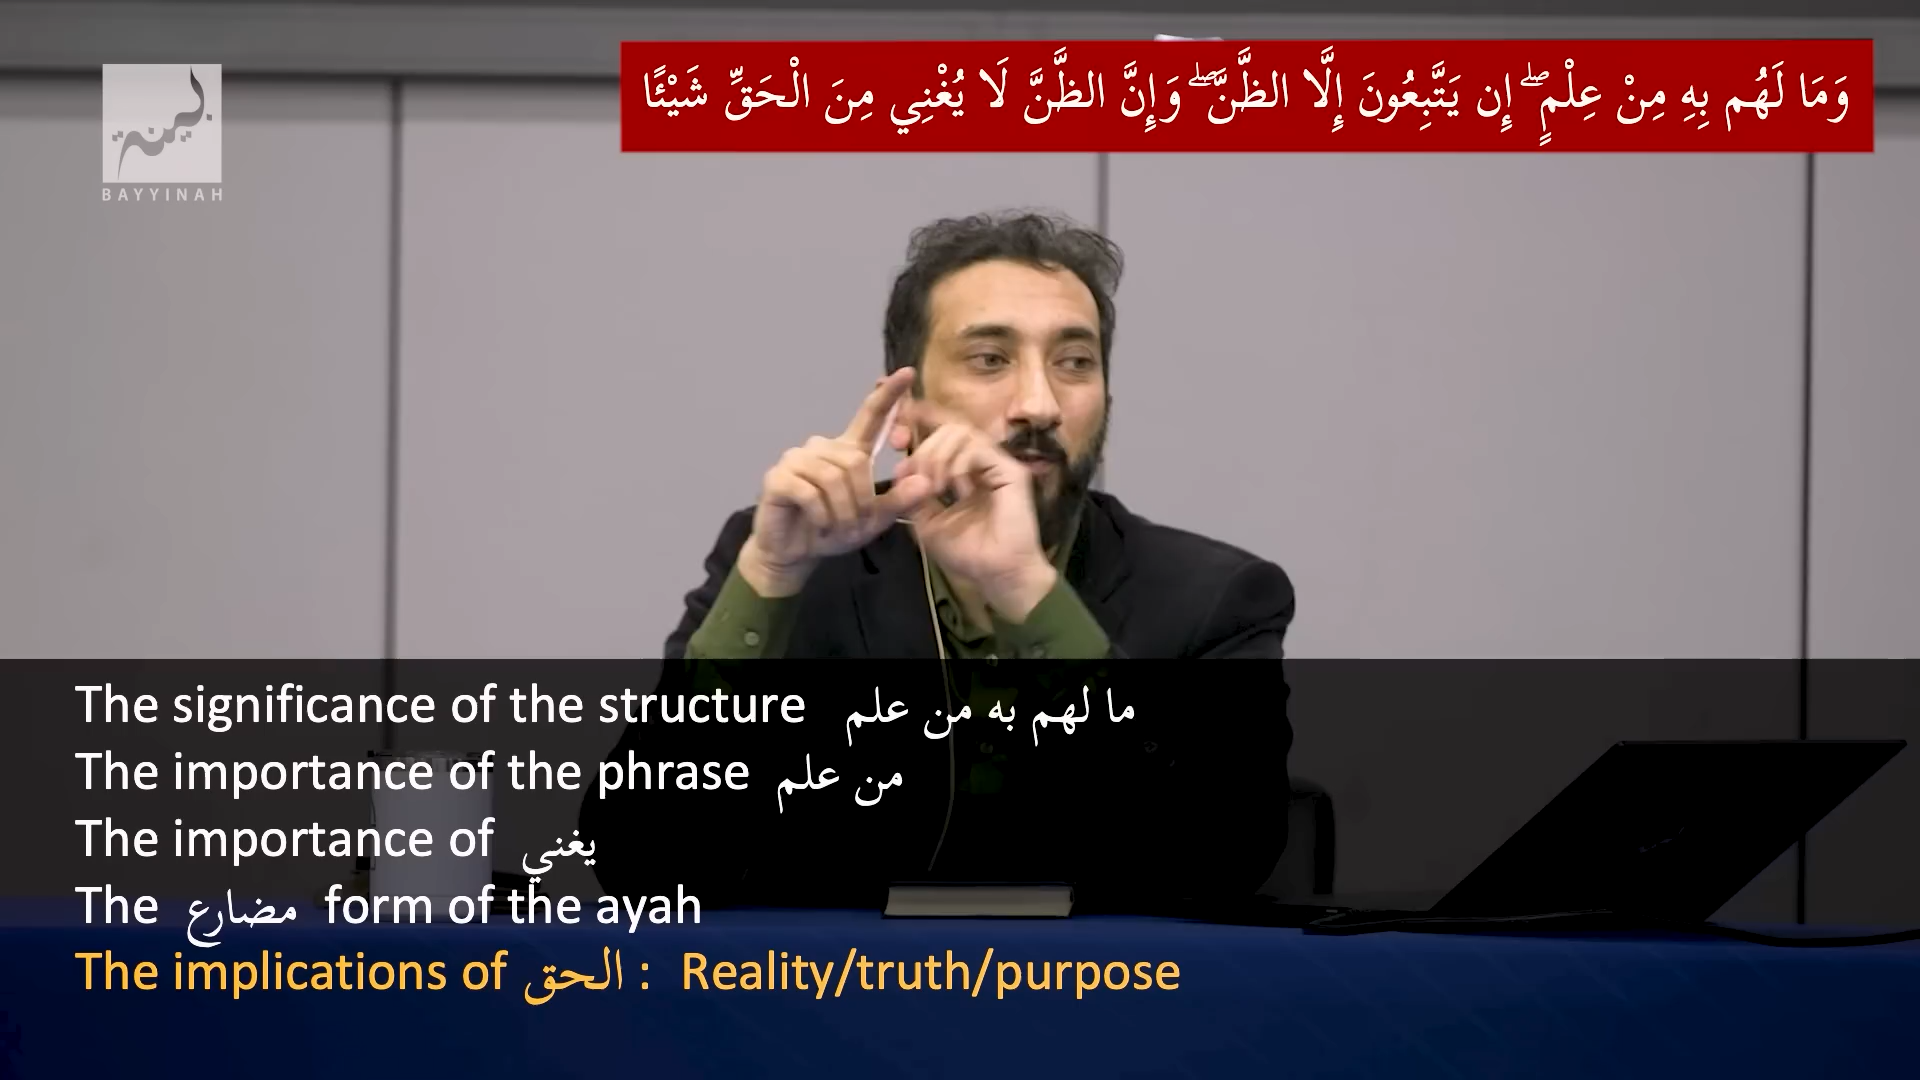 وَمَا لَهُم بِهِ مِنْ عِلْمٍ ۖ إِن يَتَّبِعُونَ إِلَّا الظَّنَّ ۖ وَإِنَّ الظَّنَّ لَا يُغْنِي مِنَ الْحَقِّ شَيْئًا
بينة
BAYYINAH
The significance of the structure ما لهم به من علم
The importance of the phrase من علم
The importance of يغني
The مضارع form of the ayah
The implications of الحق : Reality/truth/purpose